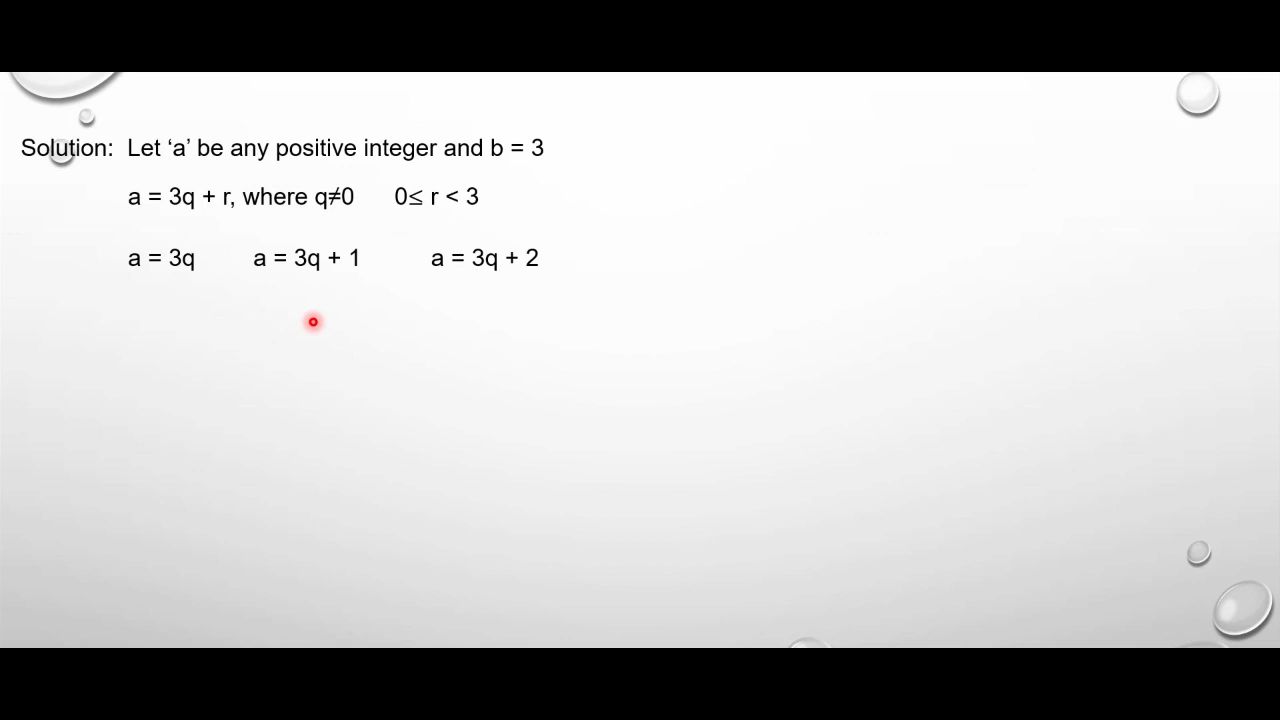 Solution: Let ‘a’ be any positive integer and b = 3
a = 3q + r, where q≠0 0≤ r < 3
a = 3q a = 3q + 1 a = 3q + 2